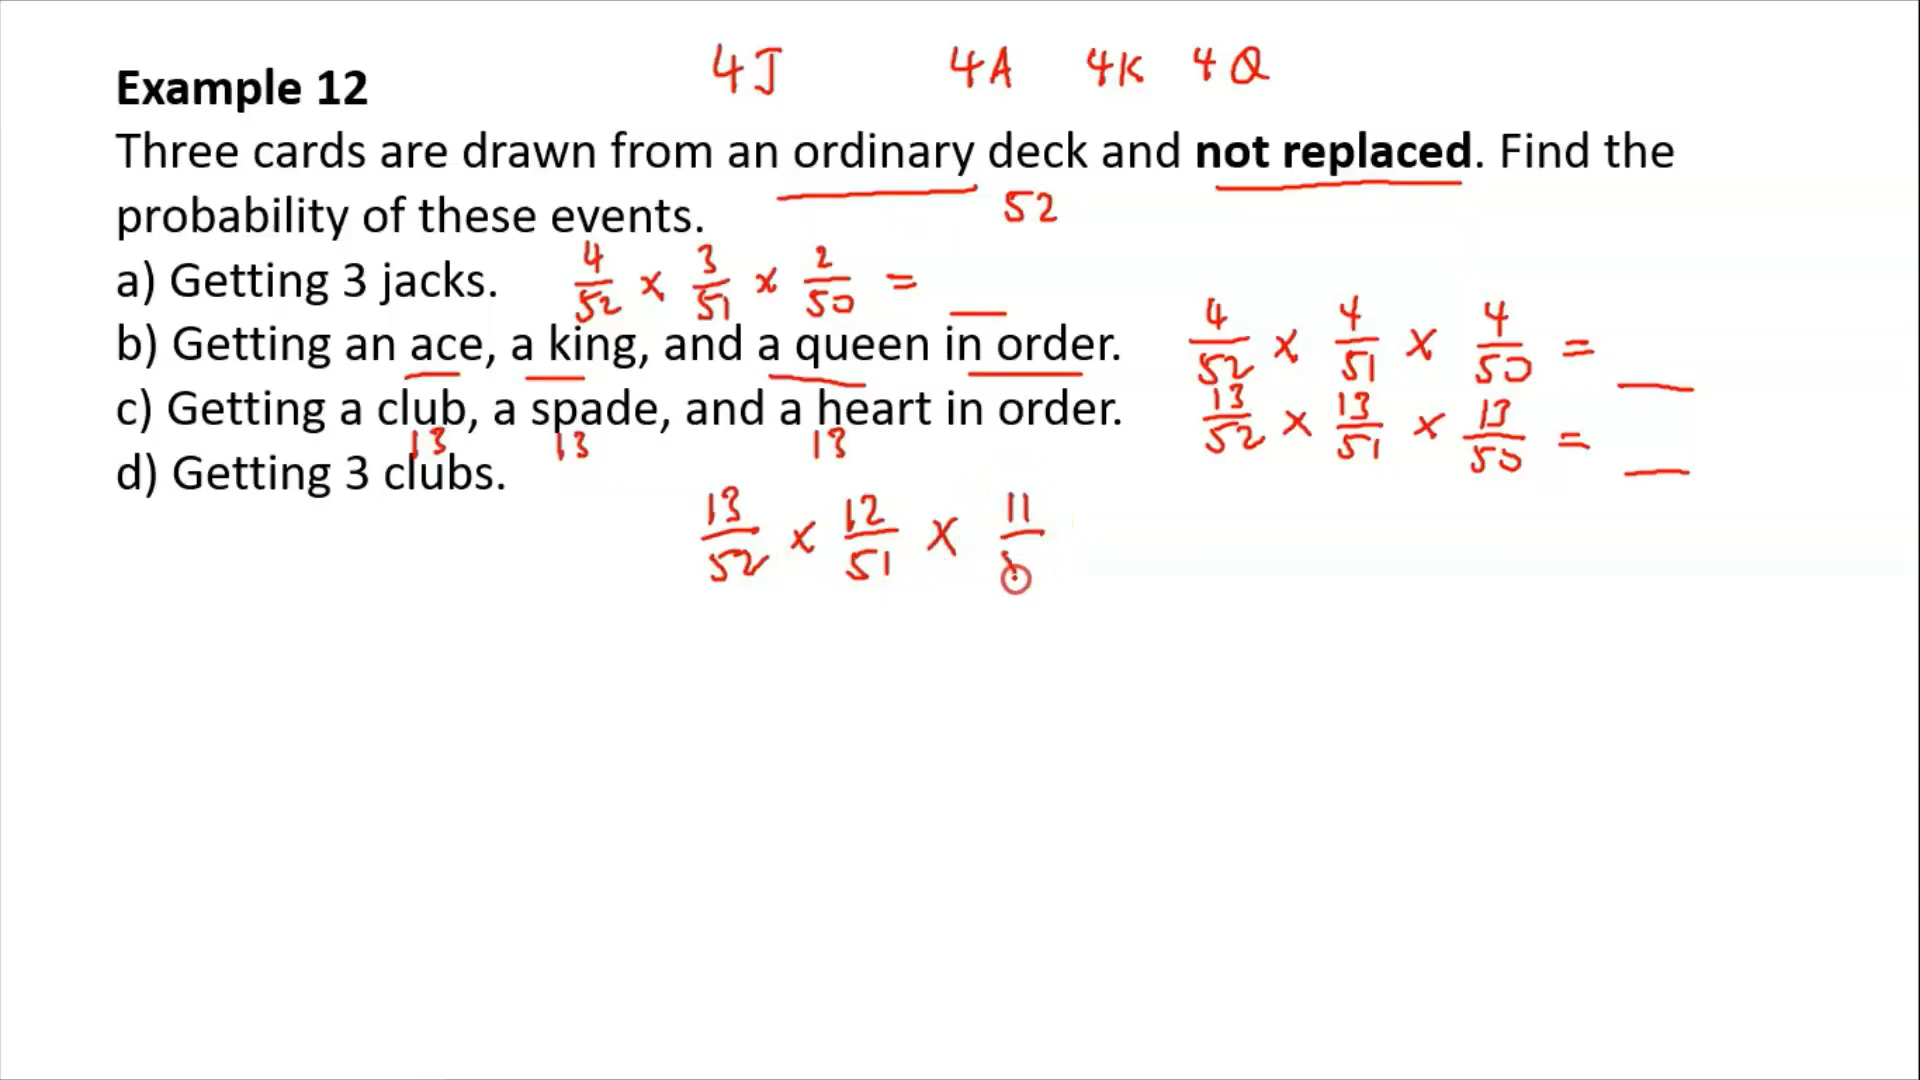 4J 4A 4K 4Q
Example 12
Three cards are drawn from an ordinary deck and not replaced. Find the
52
probability of these events.
a) Getting 3 jacks. 4/52 x 3/51 x 2/50 = __
b) Getting an ace, a king, and a queen in order. 4/52 x 4/51 x 4/50 = __
c) Getting a club, a spade, and a heart in order. 13/52 x 13/51 x 13/50 = __
13 13 13
d) Getting 3 clubs.
13/52 x 12/51 x 11/